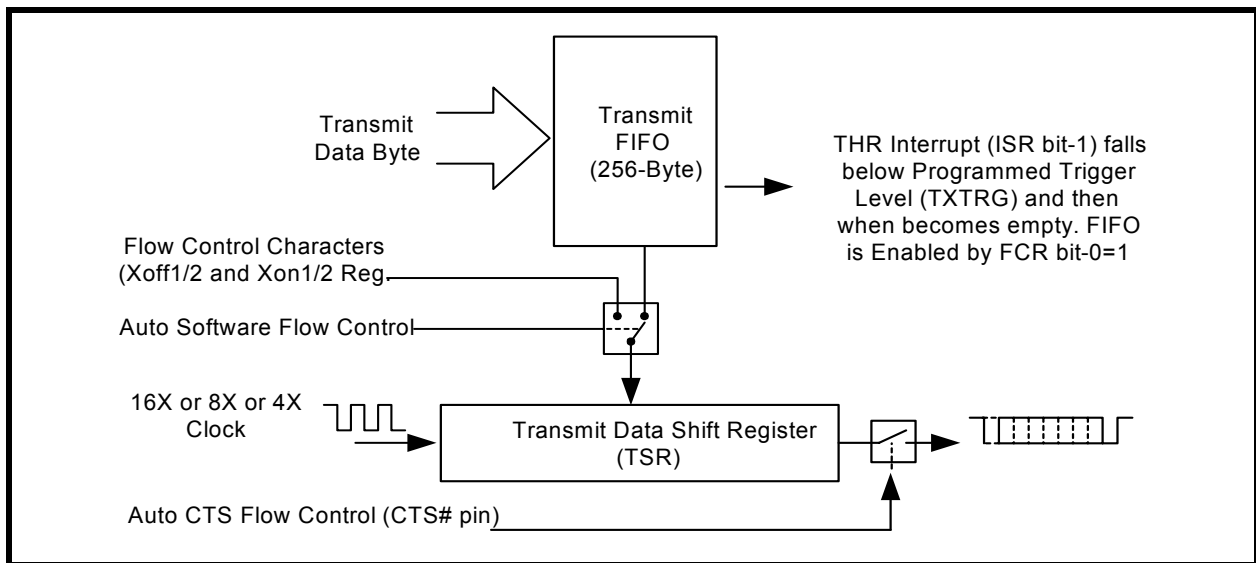 Transmit
Data Byte
Transmit
FIFO
(256-Byte)
THR Interrupt (ISR bit-1) falls
below Programmed Trigger
Level (TXTRG) and then
when becomes empty. FIFO
is Enabled by FCR bit-0=1
Flow Control Characters
(Xoff1/2 and Xon1/2 Reg.
Auto Software Flow Control
16X or 8X or 4X
Clock
Transmit Data Shift Register
(TSR)
Auto CTS Flow Control (CTS# pin)